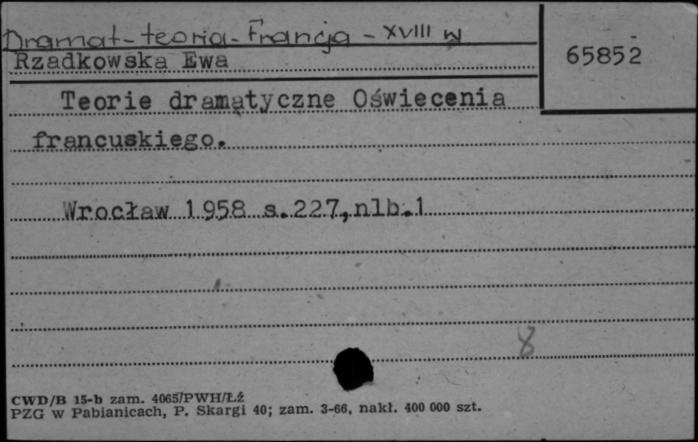 Dramat - teoria - Francja - XVIII w
65852
Rzadkowska Ewa
Teorie dramatyczne Oświecenia
francuskiego.
Wrocław 1958 s.227,nlb.1
8
CWD/B 15-b zam. 4065/PWH/Łź
PZG w Pabianicach, P. Skargi 40; zam. 3-66, nakł. 400 000 szt.